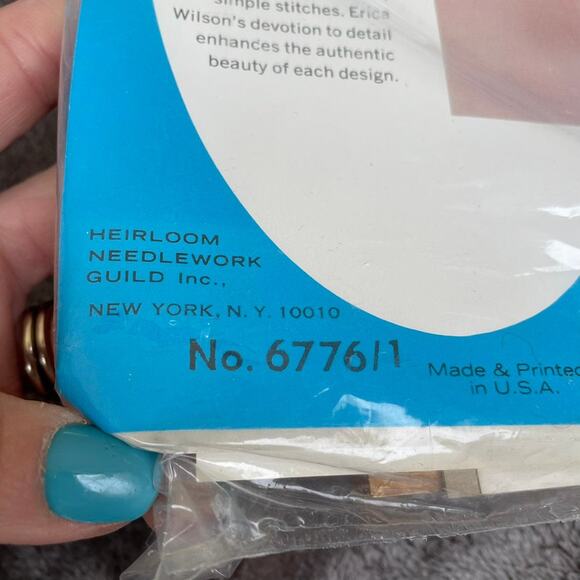 simple stitches. Erica
Wilson's devotion to detail
enhances the authentic
beauty of each design.
HEIRLOOM
NEEDLEWORK
GUILD Inc.,
NEW YORK, N. Y. 10010
No. 6776/1
Made & Printed
in U.S.A.